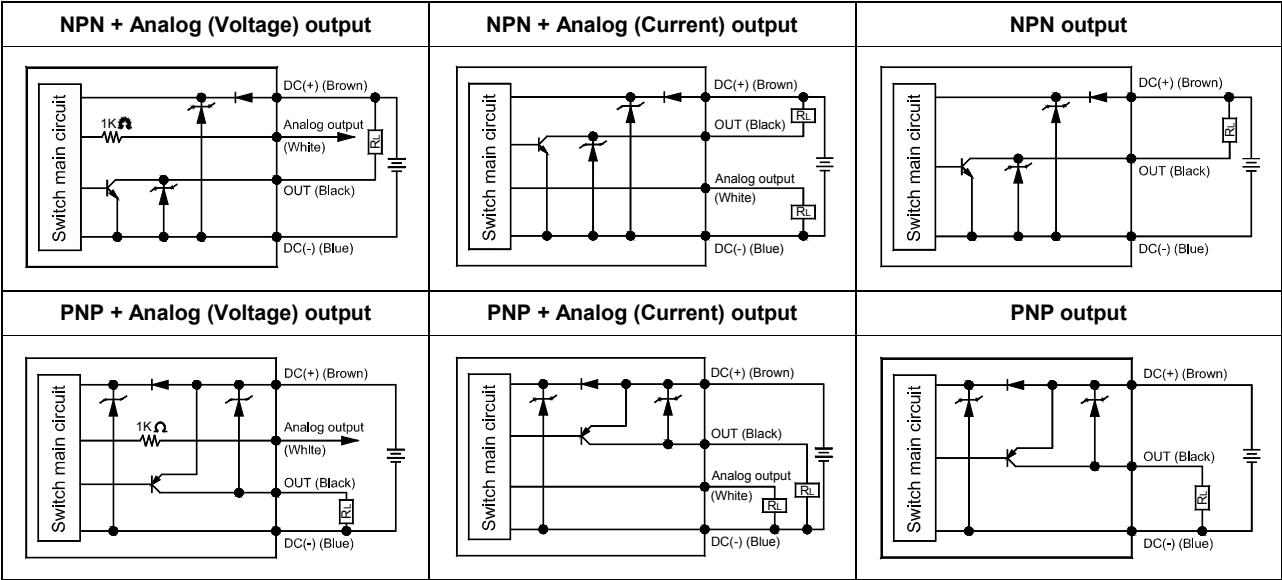 NPN + Analog (Voltage) output
Switch main circuit
1KΩ
DC(+) (Brown)
Analog output
(White)
RL
OUT (Black)
DC(-) (Blue)
NPN + Analog (Current) output
Switch main circuit
DC(+) (Brown)
RL
OUT (Black)
Analog output
(White)
RL
DC(-) (Blue)
NPN output
Switch main circuit
DC(+) (Brown)
RL
OUT (Black)
DC(-) (Blue)
PNP + Analog (Voltage) output
Switch main circuit
DC(+) (Brown)
1KΩ
Analog output
(White)
OUT (Black)
RL
DC(-) (Blue)
PNP + Analog (Current) output
Switch main circuit
DC(+) (Brown)
OUT (Black)
Analog output
(White)
RL
RL
DC(-) (Blue)
PNP output
Switch main circuit
DC(+) (Brown)
OUT (Black)
RL
DC(-) (Blue)